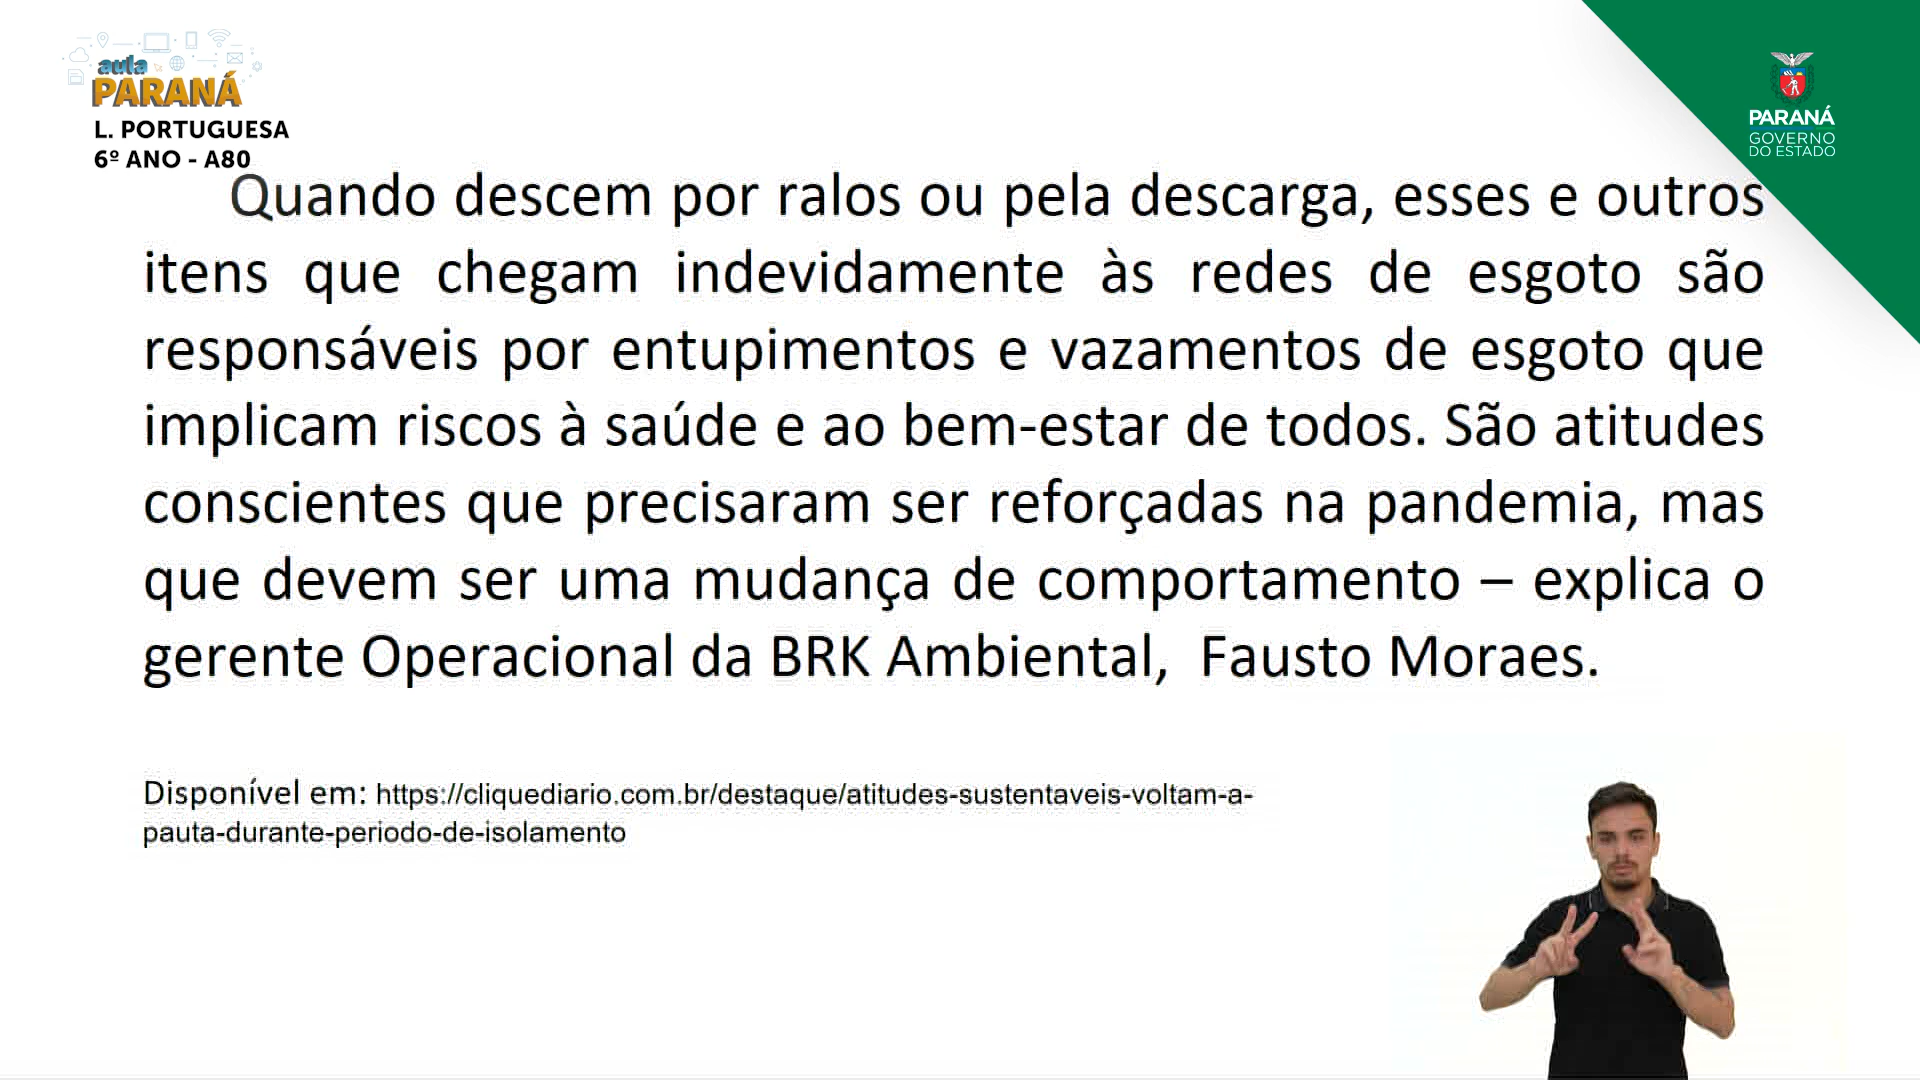 aula
PARANÁ
L. PORTUGUESA
6º ANO - A80
PARANÁ
GOVERNO
DO ESTADO
Quando descem por ralos ou pela descarga, esses e outros
itens que chegam indevidamente às redes de esgoto são
responsáveis por entupimentos e vazamentos de esgoto que
implicam riscos à saúde e ao bem-estar de todos. São atitudes
conscientes que precisaram ser reforçadas na pandemia, mas
que devem ser uma mudança de comportamento – explica o
gerente Operacional da BRK Ambiental, Fausto Moraes.
Disponível em: https://cliquediario.com.br/destaque/atitudes-sustentaveis-voltam-a-
pauta-durante-periodo-de-isolamento